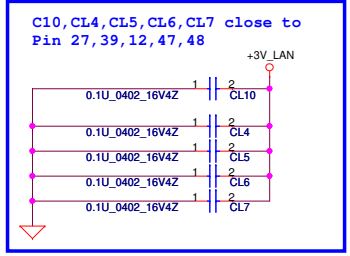 C10,CL4,CL5,CL6,CL7 close to
Pin 27,39,12,47,48
+3V_LAN
1 2
0.1U_0402_16V4Z CL10
1 2
0.1U_0402_16V4Z CL4
1 2
0.1U_0402_16V4Z CL5
1 2
0.1U_0402_16V4Z CL6
1 2
0.1U_0402_16V4Z CL7